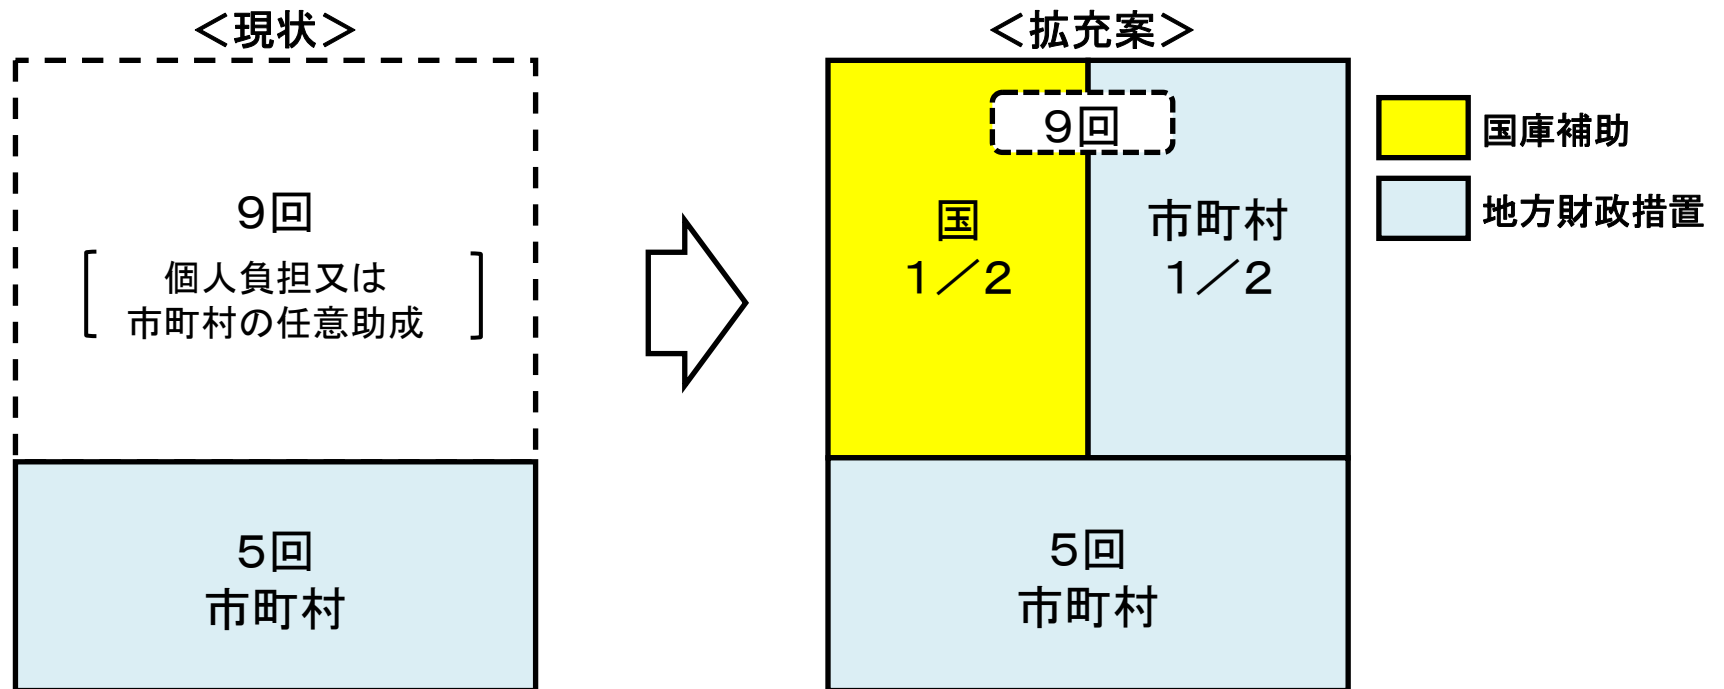 ＜現状＞
9回
個人負担又は
市町村の任意助成
5回
市町村
＜拡充案＞
9回
国
1／2
市町村
1／2
5回
市町村
国庫補助
地方財政措置